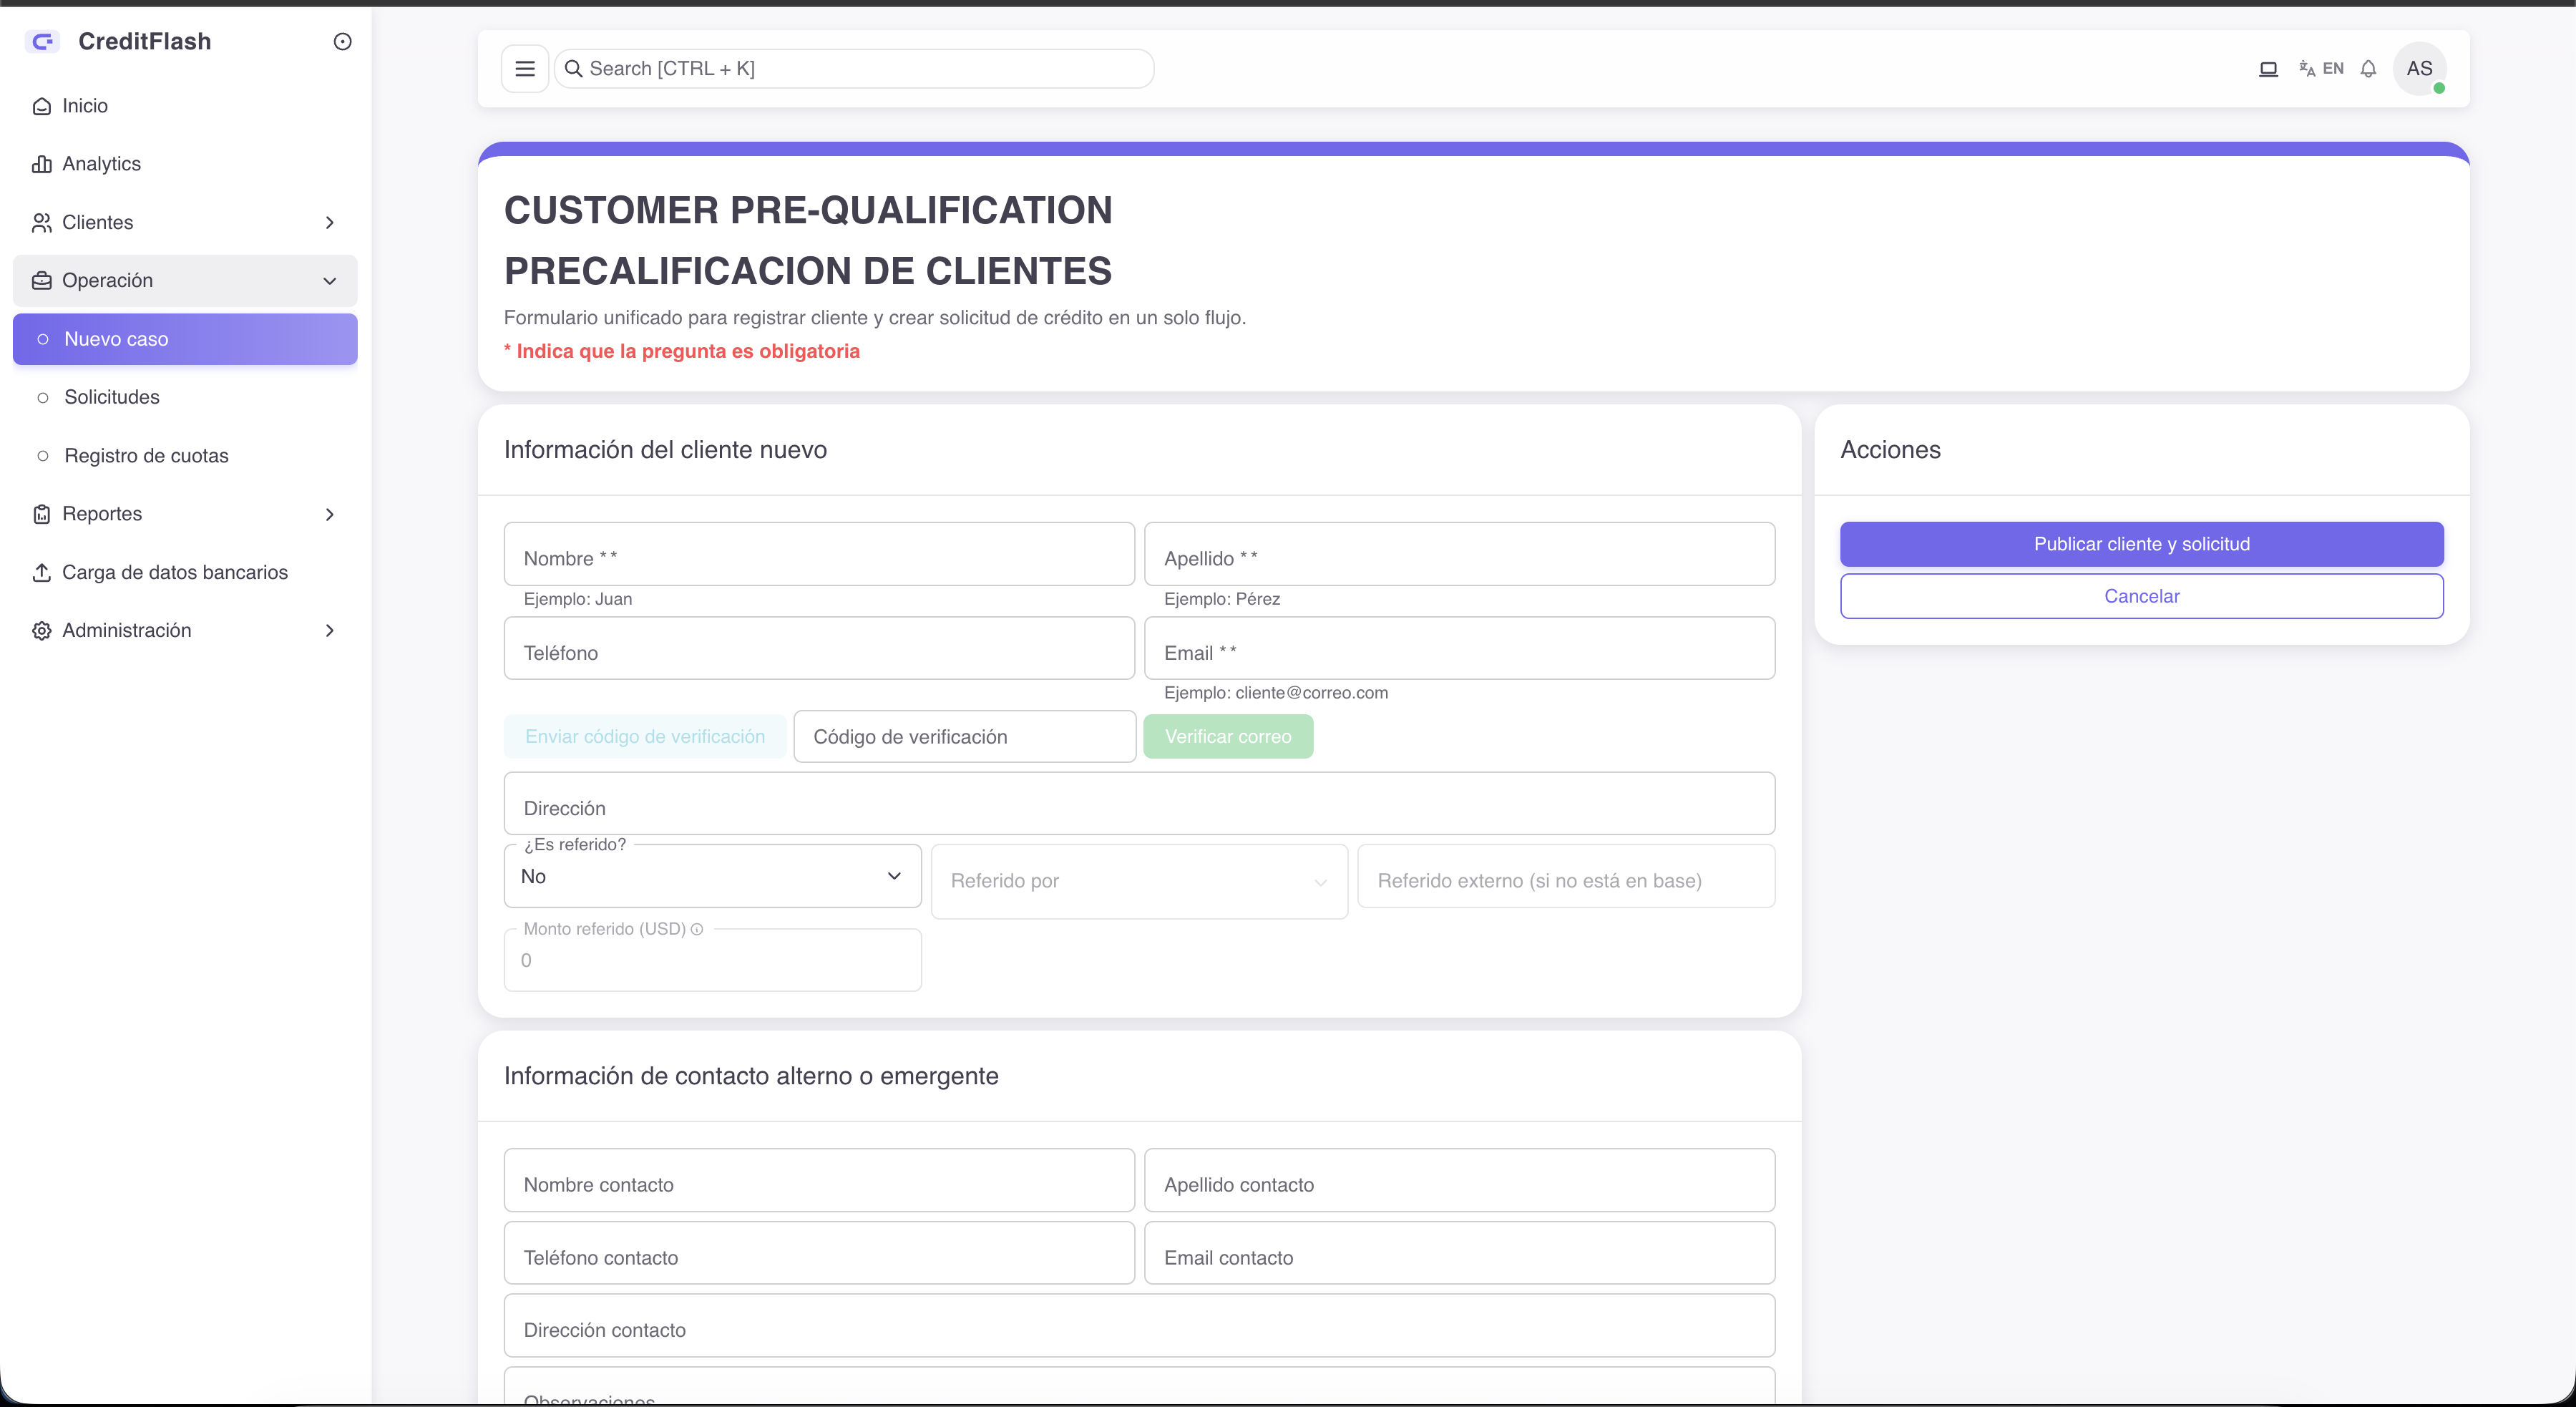 CreditFlash
Inicio
Analytics
Clientes
Operación
Nuevo caso
Solicitudes
Registro de cuotas
Reportes
Carga de datos bancarios
Administración
Search [CTRL + K]
EN
AS
CUSTOMER PRE-QUALIFICATION
PRECALIFICACION DE CLIENTES
Formulario unificado para registrar cliente y crear solicitud de crédito en un solo flujo.
* Indica que la pregunta es obligatoria
Información del cliente nuevo
Nombre * *
Apellido * *
Ejemplo: Juan
Ejemplo: Pérez
Teléfono
Email * *
Ejemplo: cliente@correo.com
Enviar código de verificación
Código de verificación
Verificar correo
Dirección
¿Es referido?
No
Referido por
Referido externo (si no está en base)
Monto referido (USD)
0
Información de contacto alterno o emergente
Nombre contacto
Apellido contacto
Teléfono contacto
Email contacto
Dirección contacto
Observaciones
Acciones
Publicar cliente y solicitud
Cancelar